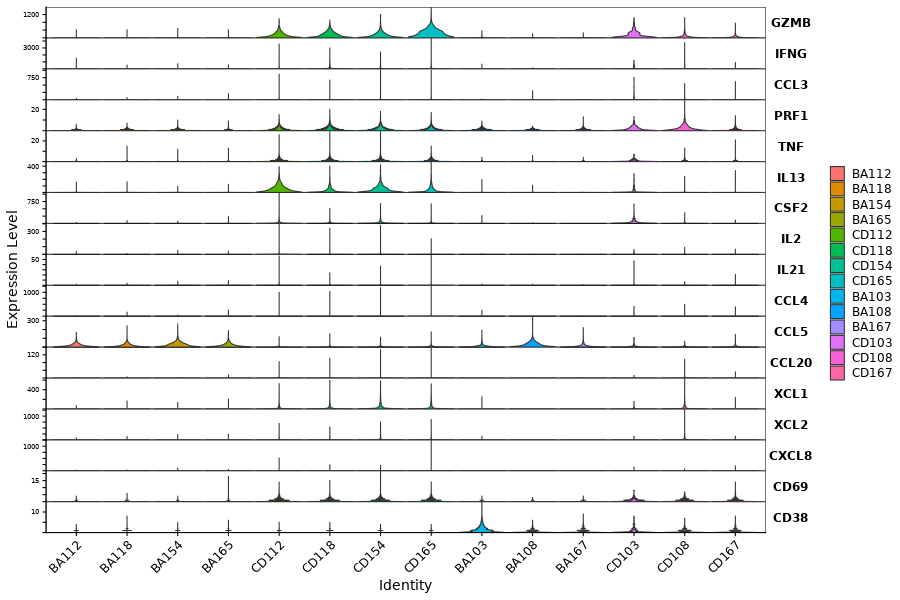 1200
GZMB
3000
IFNG
750
CCL3
20
PRF1
20
TNF
400
IL13
750
CSF2
300
IL2
50
IL21
1000
CCL4
300
CCL5
120
CCL20
400
XCL1
1000
XCL2
1000
CXCL8
15
CD69
10
CD38
Expression Level
BA112
BA118
BA154
BA165
CD112
CD118
CD154
CD165
BA103
BA108
BA167
CD103
CD108
CD167
Identity
BA112
BA118
BA154
BA165
CD112
CD118
CD154
CD165
BA103
BA108
BA167
CD103
CD108
CD167